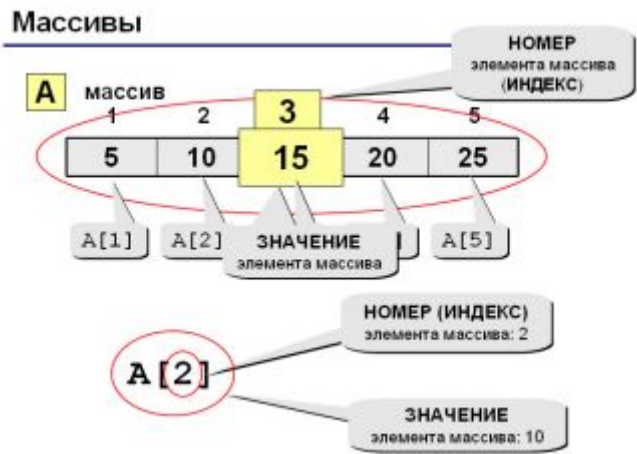 Массивы
НОМЕР
элемента массива
(ИНДЕКС)
A массив
1 2 3 4 5
5 10 15 20 25
A[1] A[2] ] A[5]
ЗНАЧЕНИЕ
элемента массива
НОМЕР (ИНДЕКС)
элемента массива: 2
A[2]
ЗНАЧЕНИЕ
элемента массива: 10